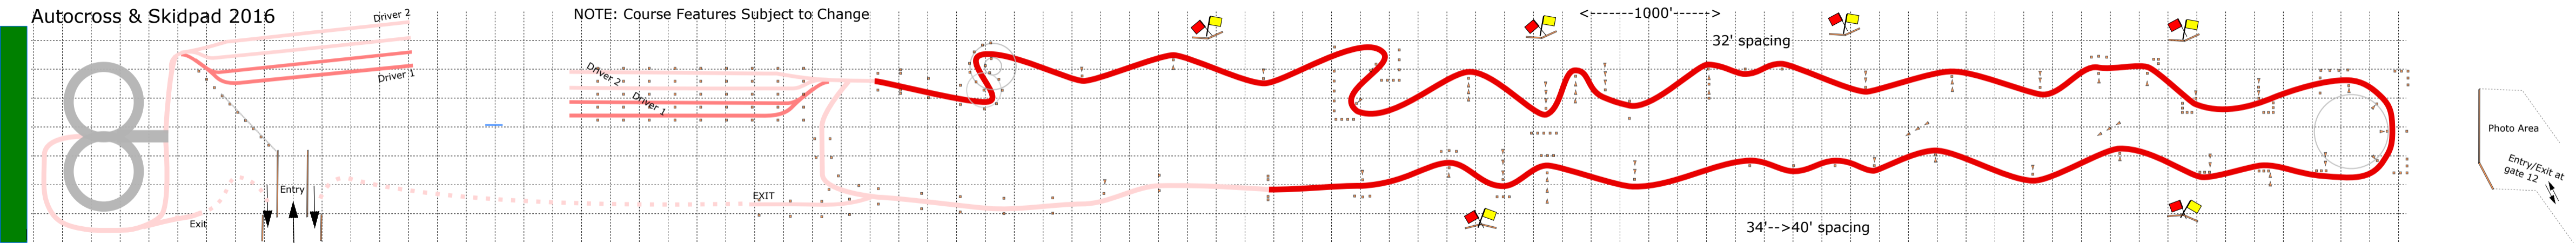 Autocross & Skidpad 2016
Driver 2
NOTE: Course Features Subject to Change
<-------1000'------>
32' spacing
Driver 1
Driver 2
Driver 1
Photo Area
Entry/Exit at
gate 12
Entry
EXIT
Exit
34'-->40' spacing